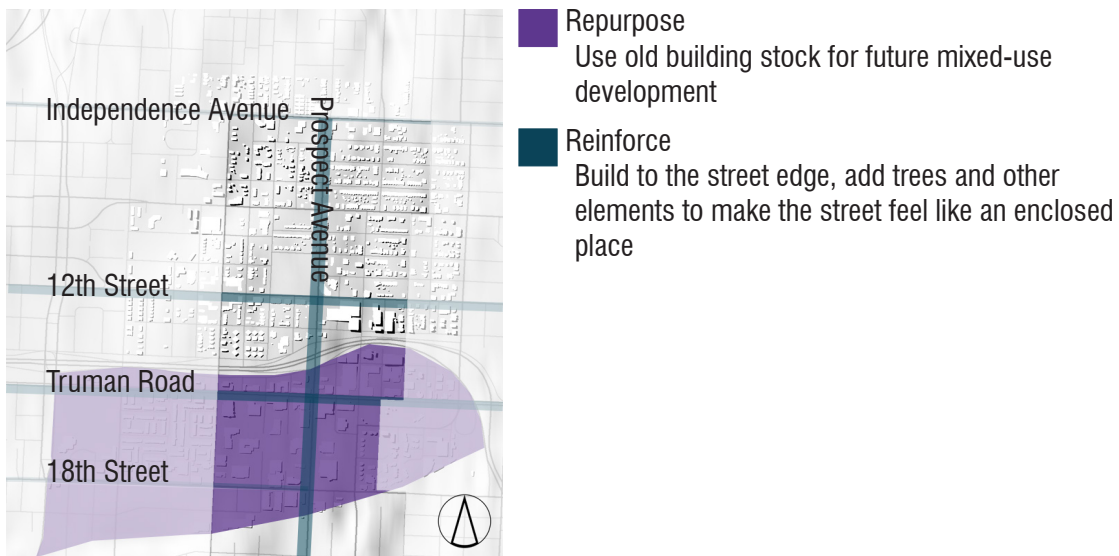 Independence Avenue
Prospect Avenue
12th Street
Truman Road
18th Street
Repurpose
Use old building stock for future mixed-use
development
Reinforce
Build to the street edge, add trees and other
elements to make the street feel like an enclosed
place